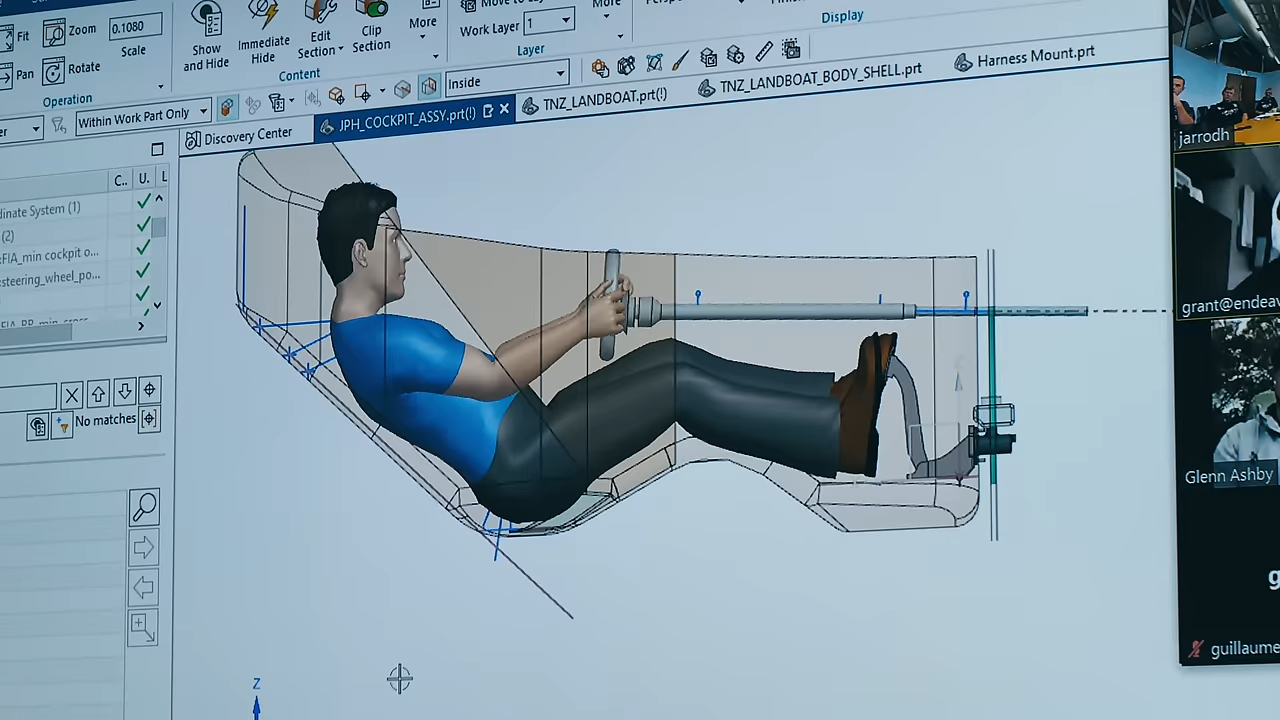 Fit
Zoom
0.1080
Scale
Pan
Rotate
Operation
Show and Hide
Immediate Hide
Edit Section
Clip Section
More
Content
Work Layer 1
Layer
More
Display
Within Work Part Only
Inside
Discovery Center
JPH_COCKPIT_ASSY.prt(!)
TNZ_LANDBOAT.prt(!)
TNZ_LANDBOAT_BODY_SHELL.prt
Harness Mount.prt
C.. U. L
dinate System (1)
(2)
FIA_min cockpit o...
steering_wheel_po...
No matches
Z
jarrodh
grant@endeav
Glenn Ashby
g
guillaume